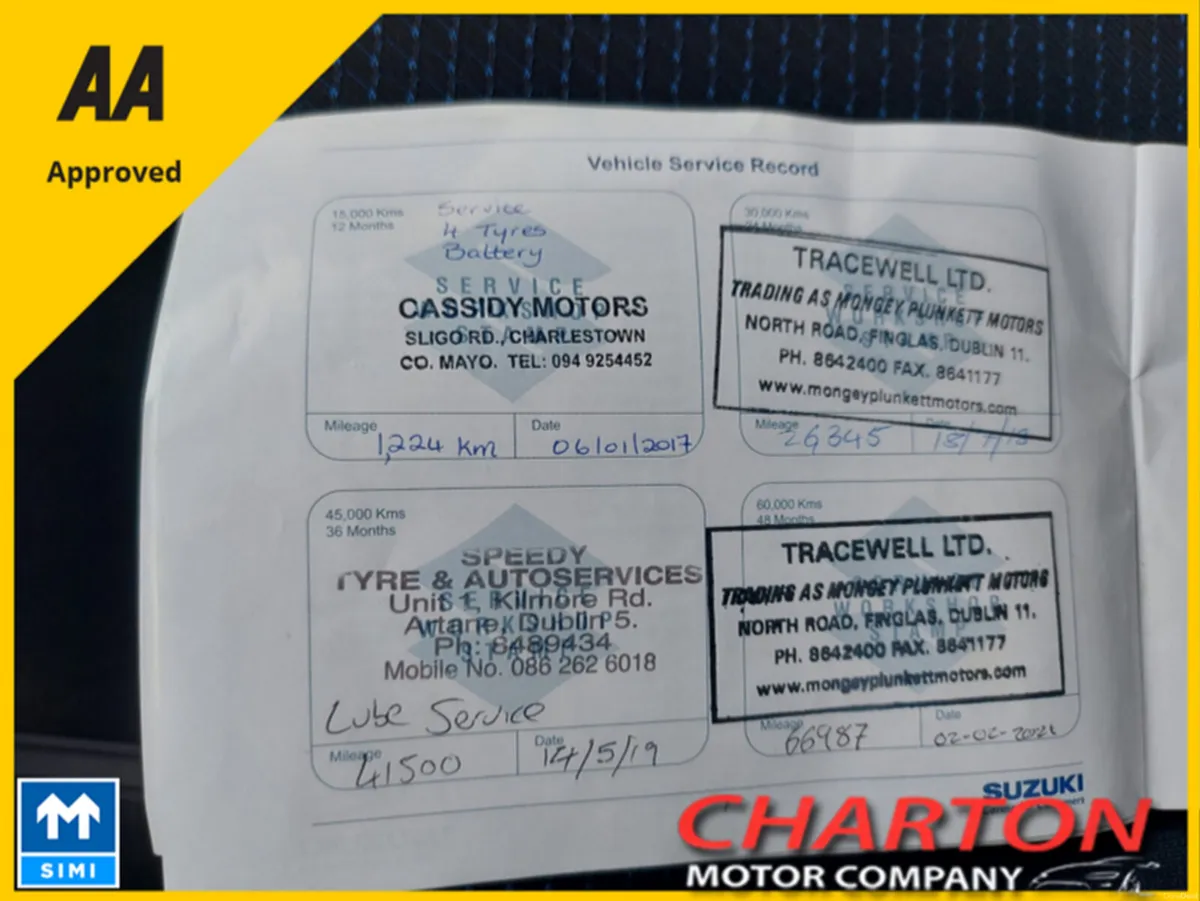 AA
Approved
Vehicle Service Record
15,000 Kms
12 Months
Service
4 Tyres
Battery
SERVICE
CASSIDY MOTORS
SLIGO RD., CHARLESTOWN
CO. MAYO. TEL: 094 9254452
Mileage
1,224 km
Date
06/01/2017
30,000 Kms
24 Months
TRACEWELL LTD.
TRADING AS MONGEY PLUNKETT MOTORS
NORTH ROAD, FINGLAS, DUBLIN 11.
PH. 8642400 FAX. 8641177
www.mongeyplunkettmotors.com
Mileage
26345
Date
45,000 Kms
36 Months
SPEEDY
TYRE & AUTOSERVICES
Unit 1, Kilmore Rd.
Artane, Dublin 5.
Ph: 8489434
Mobile No. 086 262 6018
Lube Service
Mileage
41500
Date
14/5/19
60,000 Kms
48 Months
TRACEWELL LTD.
TRADING AS MONGEY PLUNKETT MOTORS
NORTH ROAD, FINGLAS, DUBLIN 11.
PH. 8642400 FAX. 8641177
www.mongeyplunkettmotors.com
WORKSHOP
STAMP
Mileage
66987
Date
SUZUKI
SIMI
CHARTON
MOTOR COMPANY